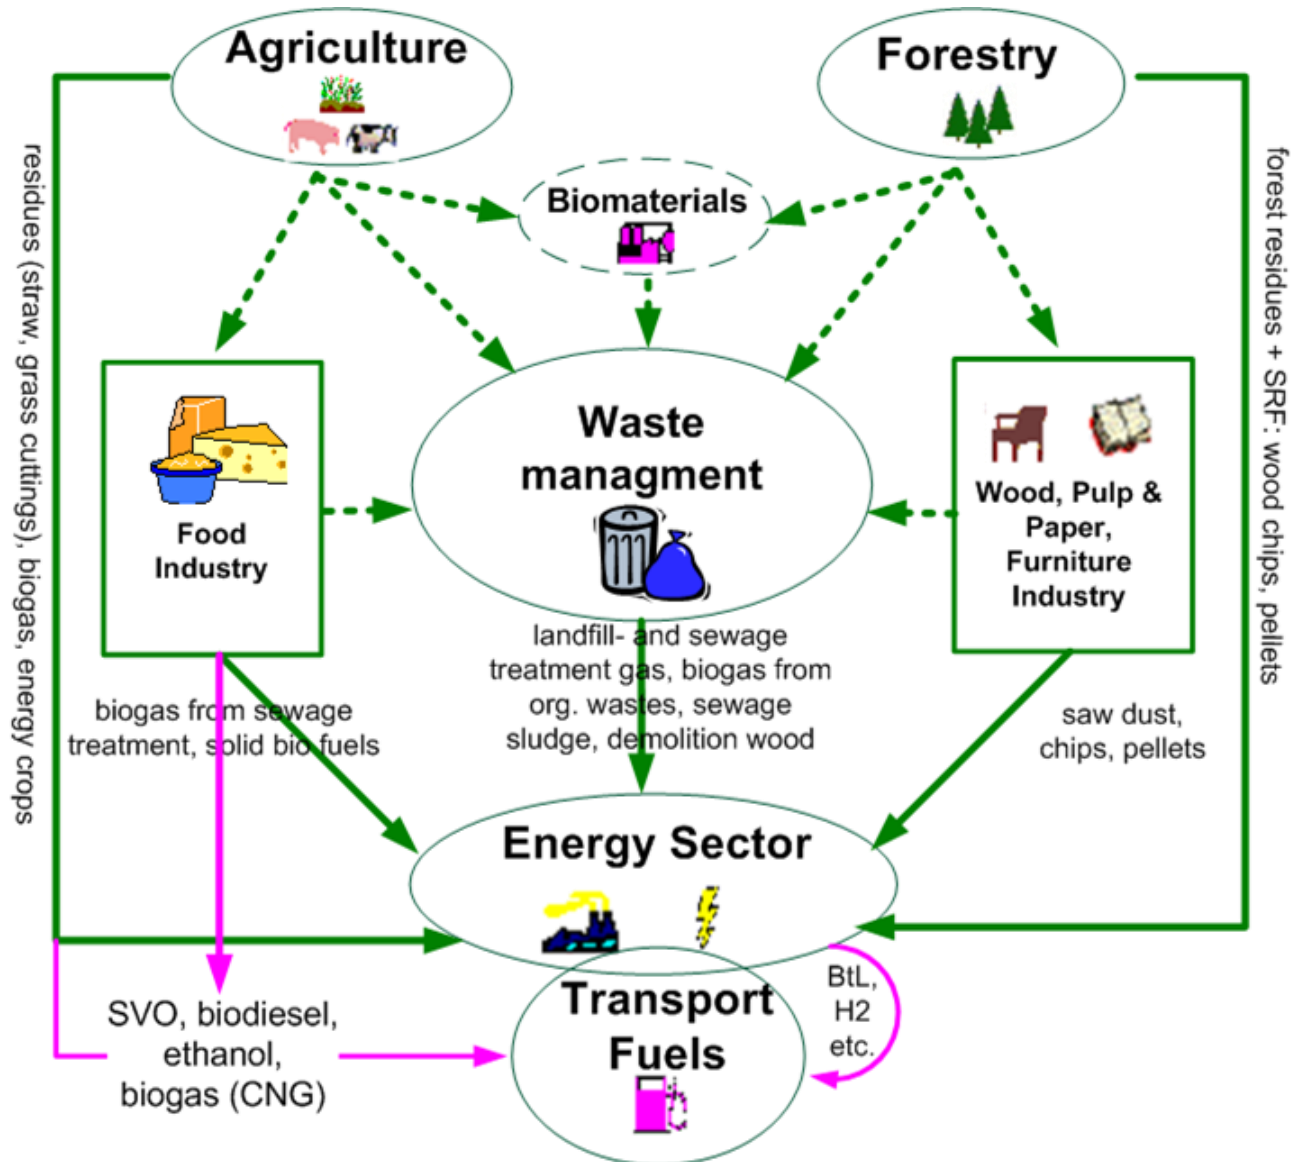 Agriculture
Forestry
Biomaterials
residues (straw, grass cuttings), biogas, energy crops
forest residues + SRF: wood chips, pellets
Waste
managment
Food
Industry
Wood, Pulp &
Paper,
Furniture
Industry
landfill- and sewage
treatment gas, biogas from
org. wastes, sewage
sludge, demolition wood
biogas from sewage
treatment, solid bio fuels
saw dust,
chips, pellets
Energy Sector
SVO, biodiesel,
ethanol,
biogas (CNG)
Transport
Fuels
BtL,
H2
etc.